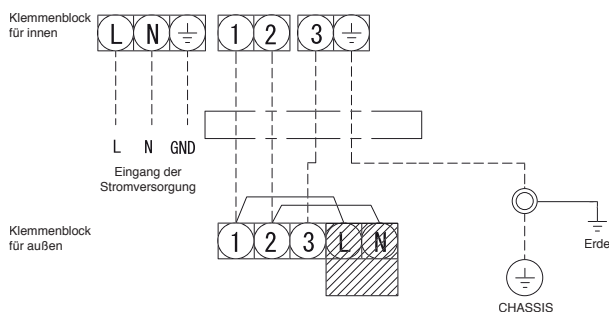 Klemmenblock
für innen
L N 1 2 3
L N GND
Eingang der
Stromversorgung
Klemmenblock
für außen
1 2 3 L N
Erde
CHASSIS